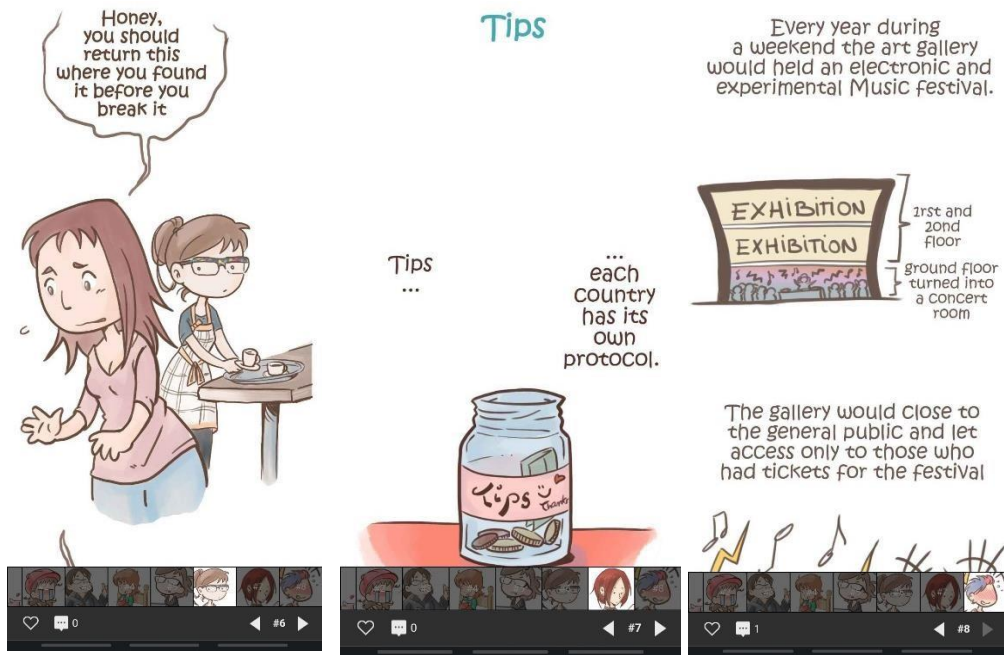 Honey,
you should
return this
where you found
it before you
break it
0
#6
Tips
Tips
...
...
each
country
has its
own
protocol.
Tips
Thanks
0
#7
Every year during
a weekend the art gallery
would held an electronic and
experimental Music festival.
EXHIBITION
EXHIBITION
1rst and
2ond
floor
ground floor
turned into
a concert
room
The gallery would close to
the general public and let
access only to those who
had tickets for the festival
1
#8